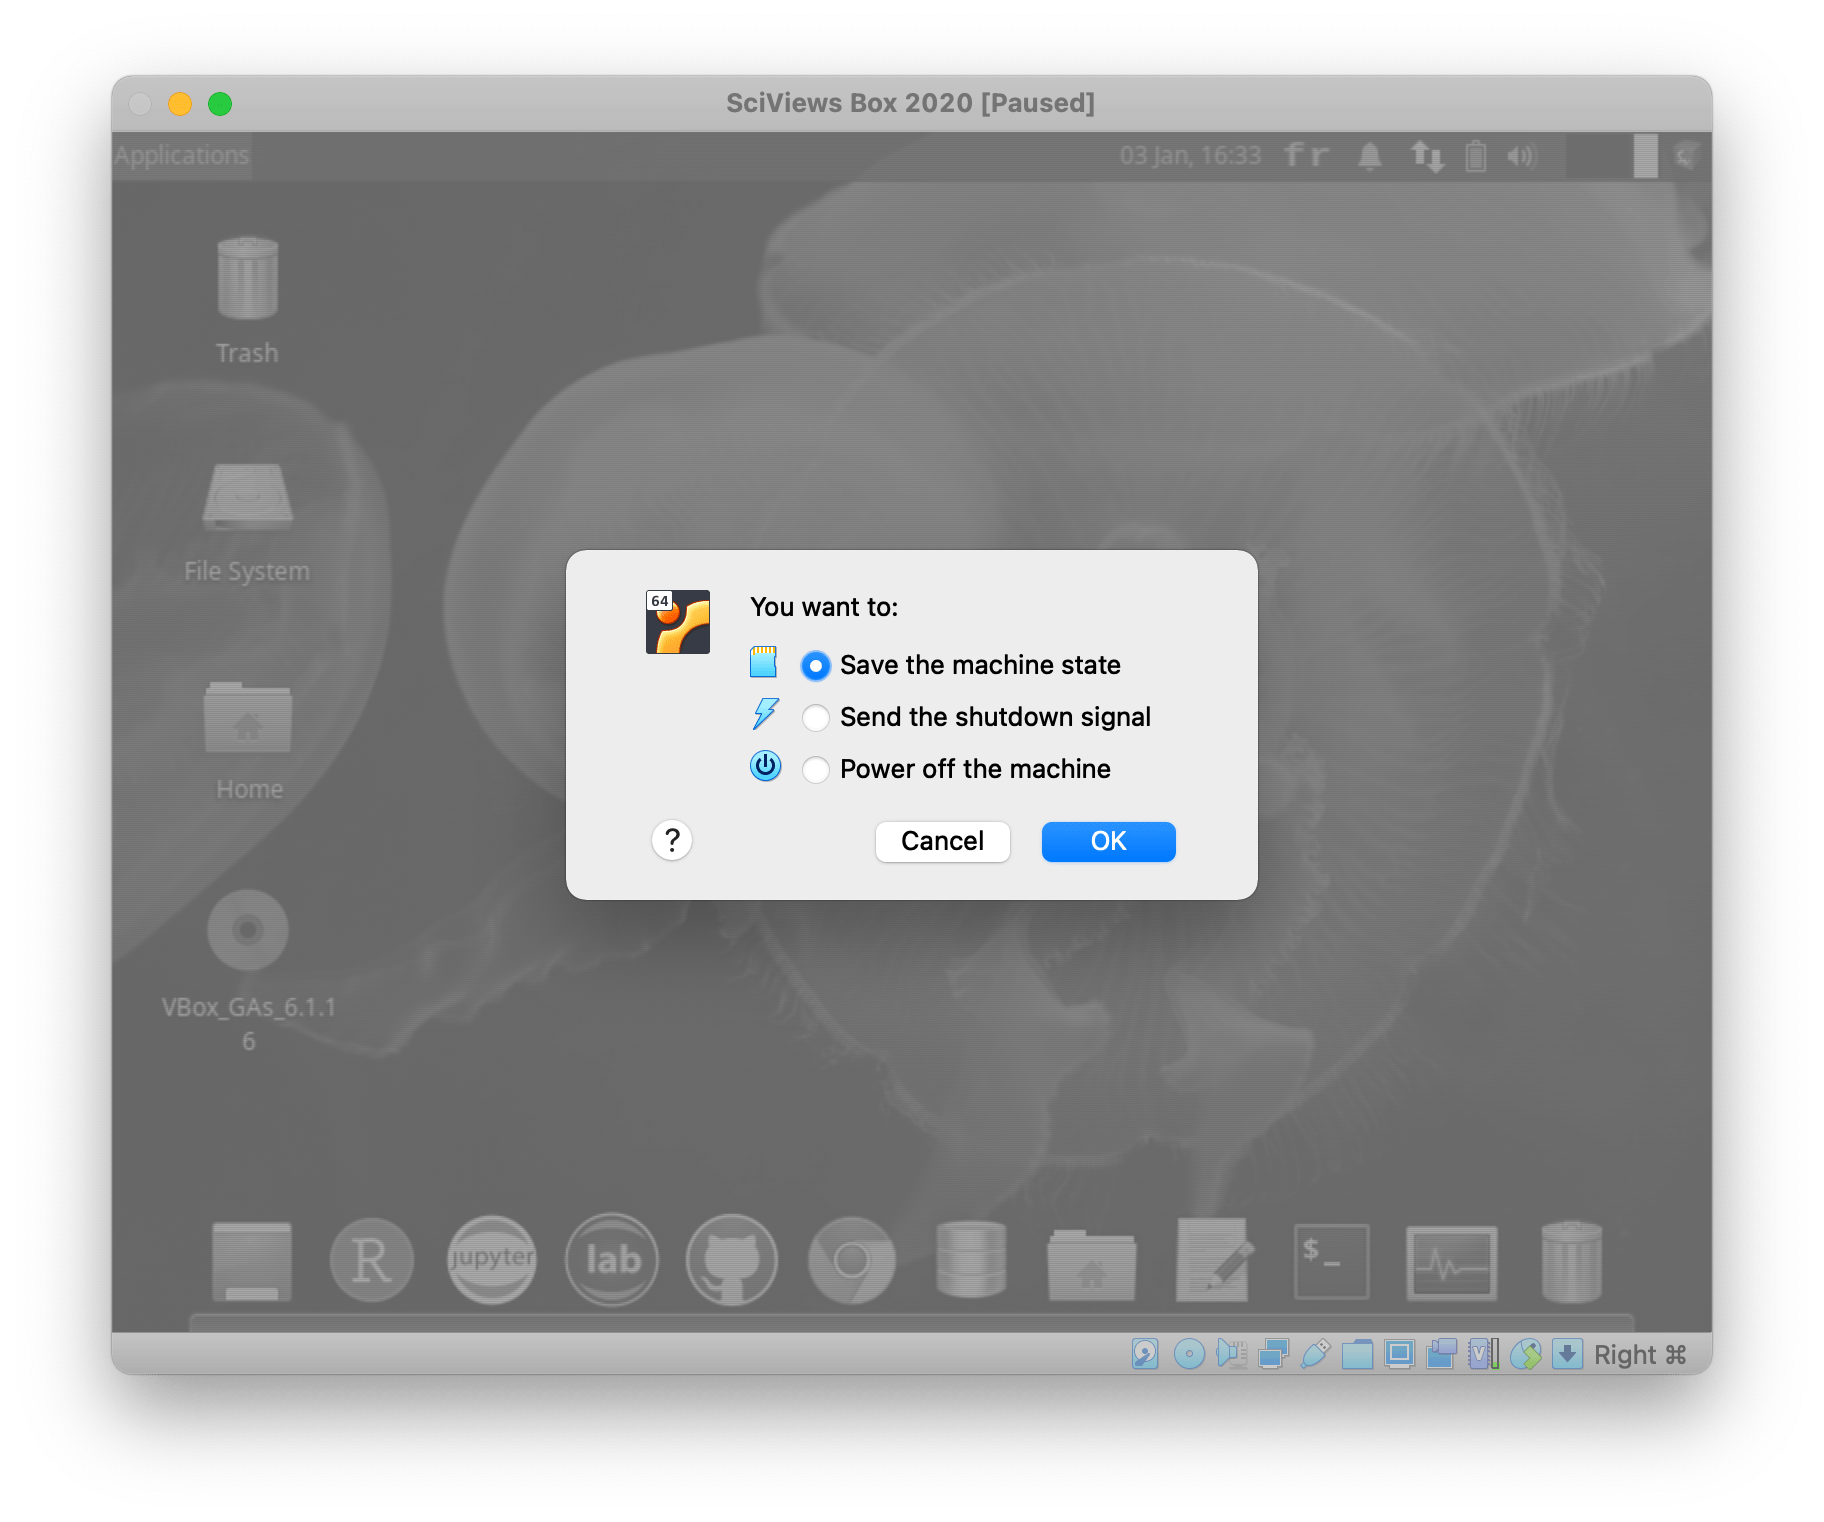 SciViews Box 2020 [Paused]
Applications
03 Jan, 16:33 fr
Trash
File System
Home
VBox_GAs_6.1.1
6
64
You want to:
Save the machine state
Send the shutdown signal
Power off the machine
?
Cancel
OK
R
jupyter
lab
$_
V
Right ⌘